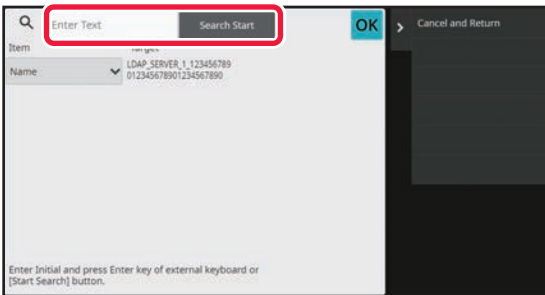 Enter Text Search Start OK Cancel and Return
Item Target
Name LDAP_SERVER_1_123456789
012345678901234567890
Enter Initial and press Enter key of external keyboard or
[Start Search] button.